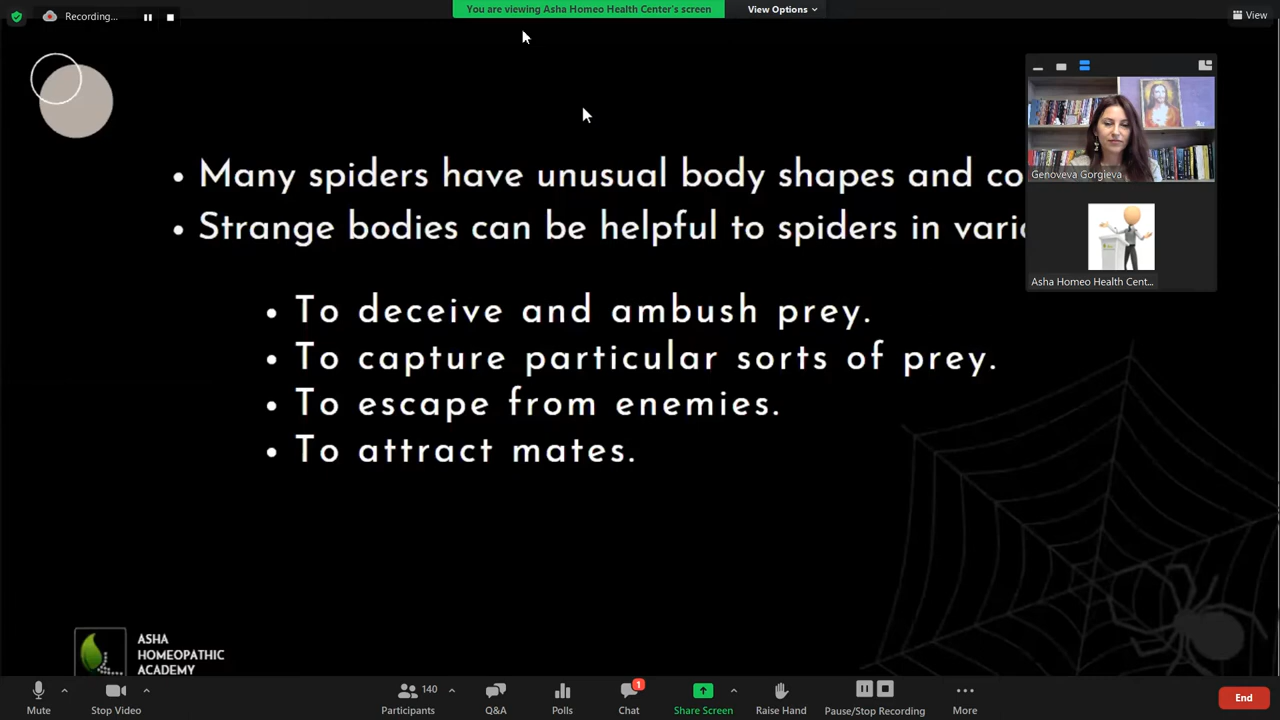 Recording...
You are viewing Asha Homeo Health Center's screen
View Options
View
Many spiders have unusual body shapes and co
Genoveva Gorgieva
Strange bodies can be helpful to spiders in vario
Asha Homeo Health Cent...
To deceive and ambush prey.
To capture particular sorts of prey.
To escape from enemies.
To attract mates.
ASHA
HOMEOPATHIC
ACADEMY
Mute
Stop Video
Participants
140
Q&A
Polls
Chat
1
Share Screen
Raise Hand
Pause/Stop Recording
More
End